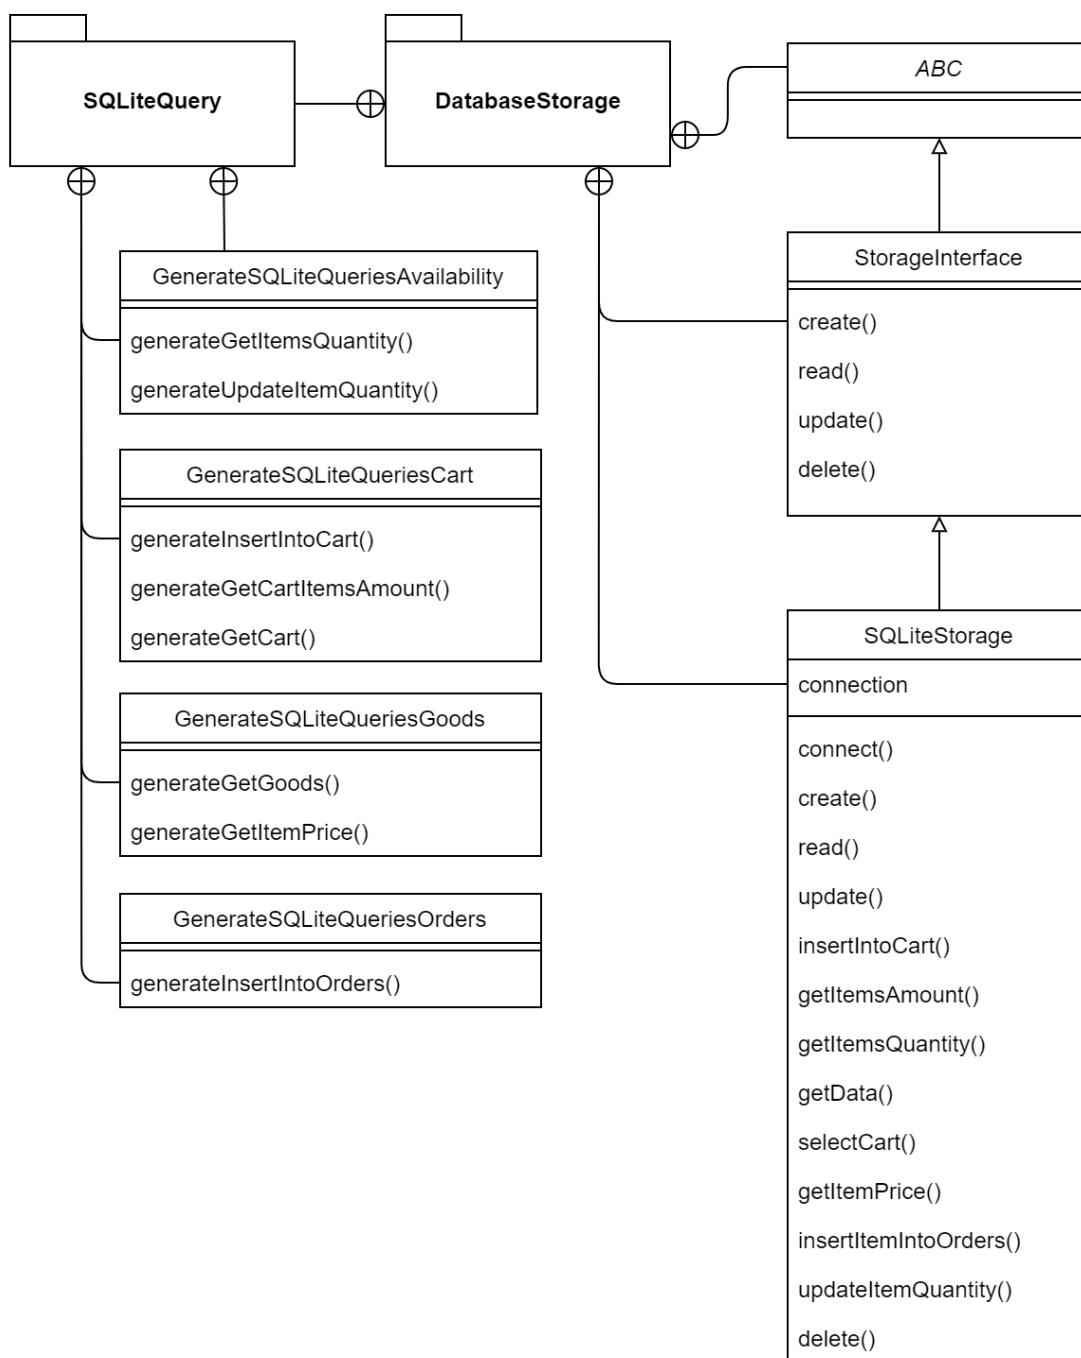 SQLiteQuery
DatabaseStorage
ABC
GenerateSQLiteQueriesAvailability
generateGetItemsQuantity()
generateUpdateItemQuantity()
GenerateSQLiteQueriesCart
generateInsertIntoCart()
generateGetCartItemsAmount()
generateGetCart()
GenerateSQLiteQueriesGoods
generateGetGoods()
generateGetItemPrice()
GenerateSQLiteQueriesOrders
generateInsertIntoOrders()
StorageInterface
create()
read()
update()
delete()
SQLiteStorage
connection
connect()
create()
read()
update()
insertIntoCart()
getItemsAmount()
getItemsQuantity()
getData()
selectCart()
getItemPrice()
insertItemIntoOrders()
updateItemQuantity()
delete()